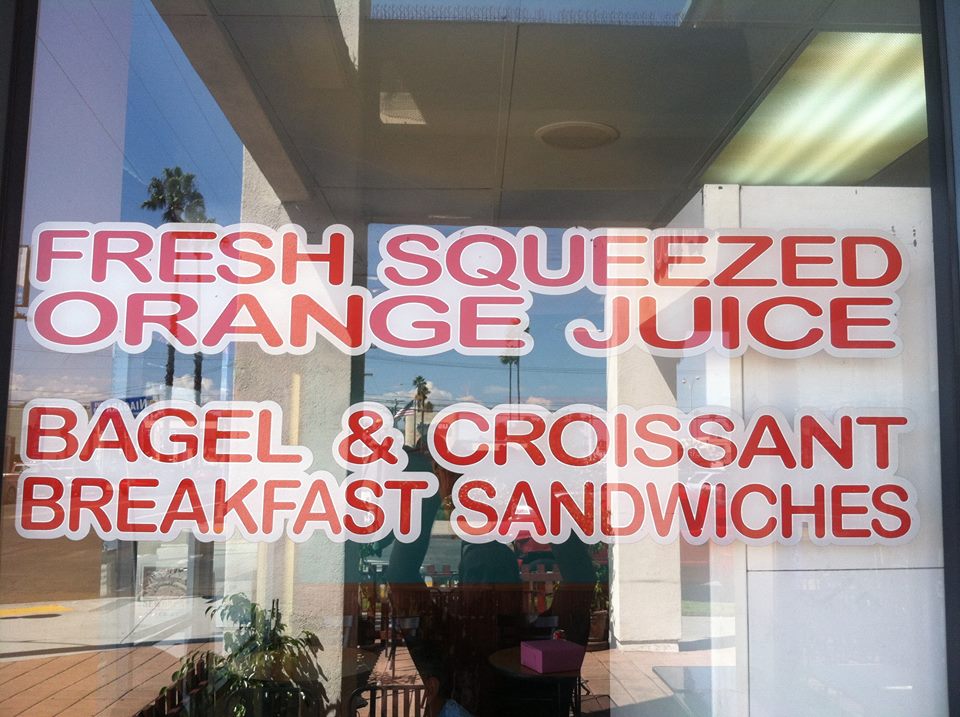 FRESH SQUEEZED
ORANGE JUICE
BAGEL & CROISSANT
BREAKFAST SANDWICHES